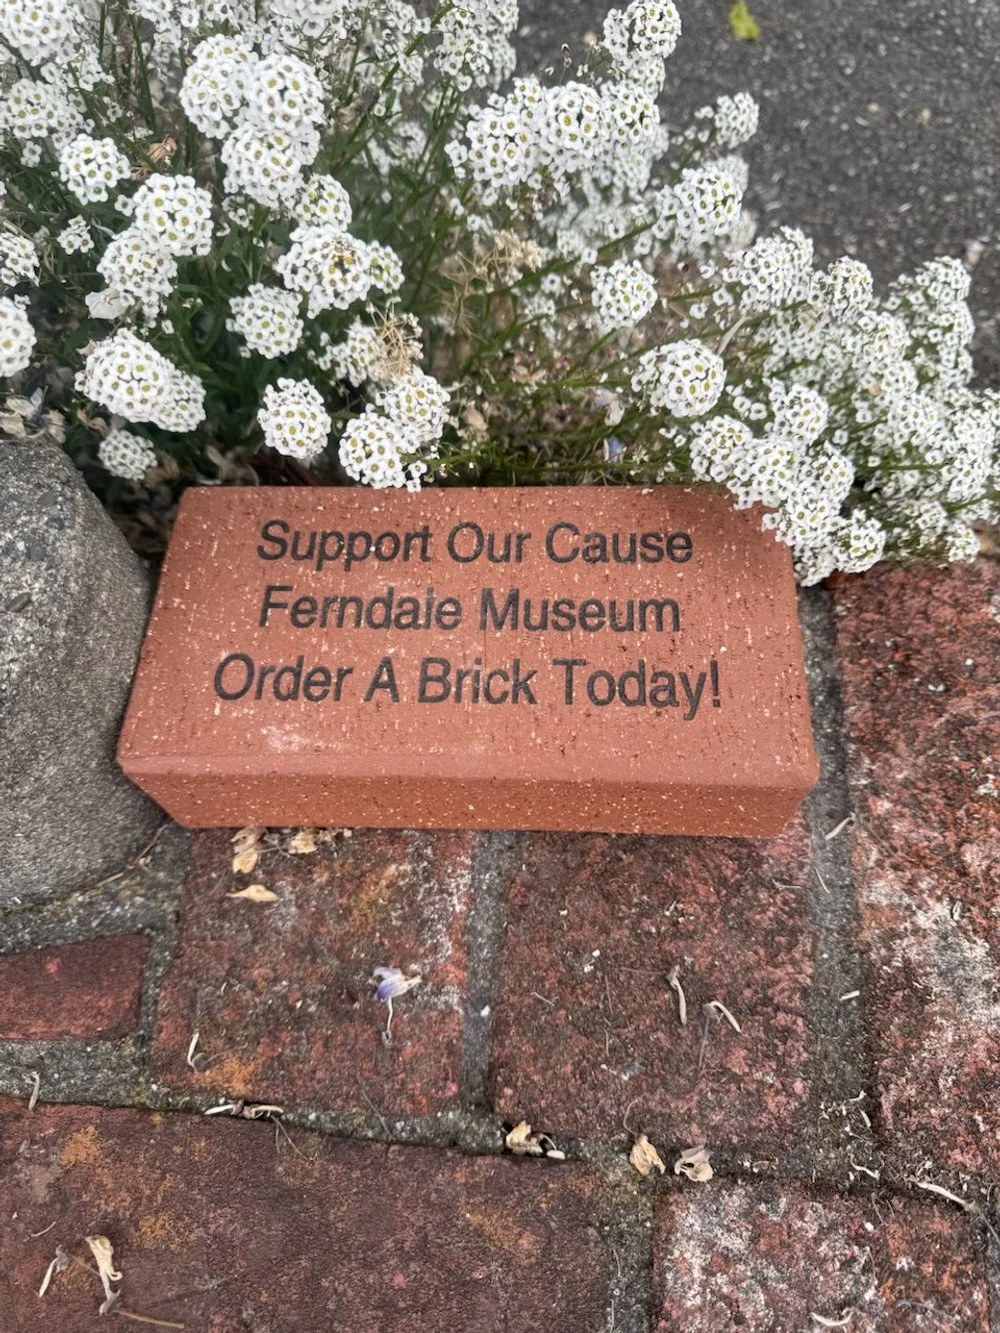 Support Our Cause
Ferndale Museum
Order A Brick Today!